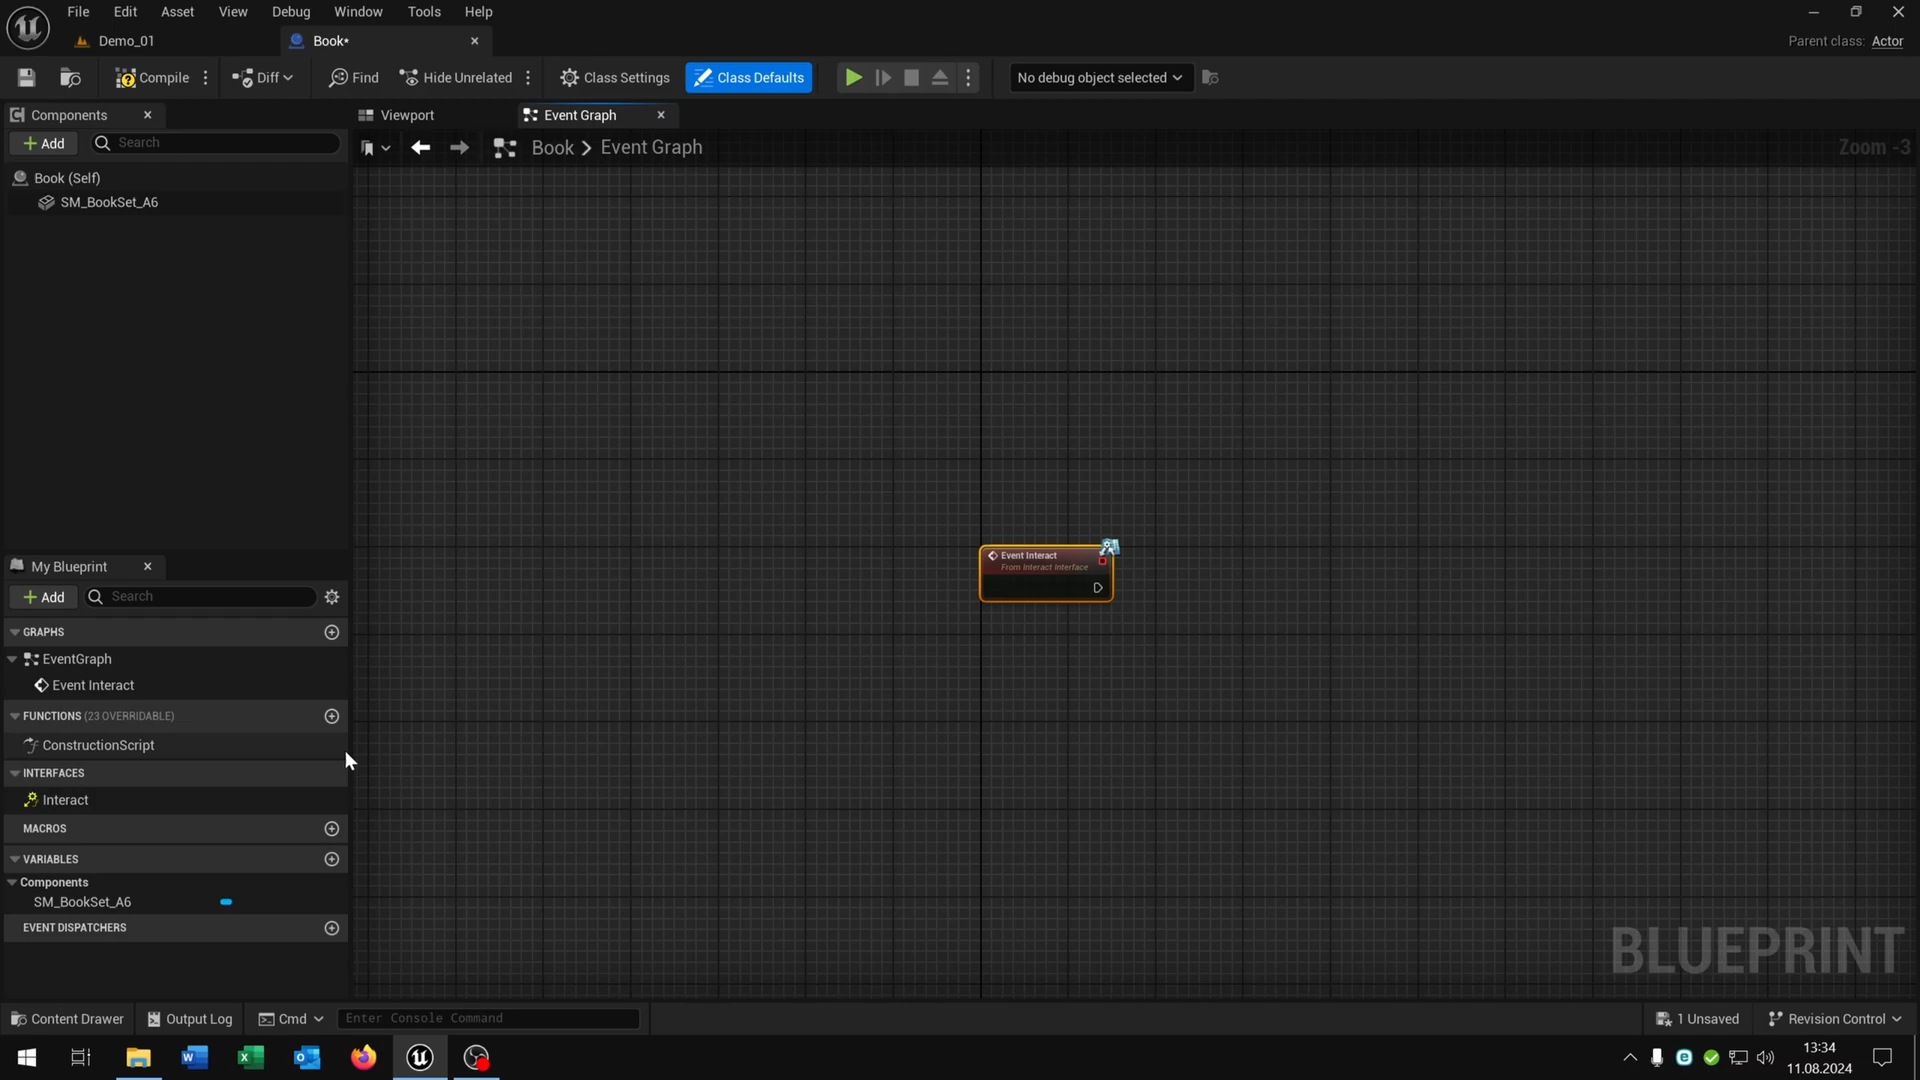 File Edit Asset View Debug Window Tools Help
Demo_01
Book*
Parent class: Actor
Compile
Diff
Find
Hide Unrelated
Class Settings
Class Defaults
No debug object selected
Components
Viewport
Event Graph
Add
Search
Book > Event Graph
Zoom -3
Book (Self)
SM_BookSet_A6
Event Interact
From Interact Interface
My Blueprint
Add
Search
GRAPHS
EventGraph
Event Interact
FUNCTIONS (23 OVERRIDABLE)
ConstructionScript
INTERFACES
Interact
MACROS
VARIABLES
Components
SM_BookSet_A6
EVENT DISPATCHERS
BLUEPRINT
Content Drawer
Output Log
Cmd
Enter Console Command
1 Unsaved
Revision Control
13:34
11.08.2024